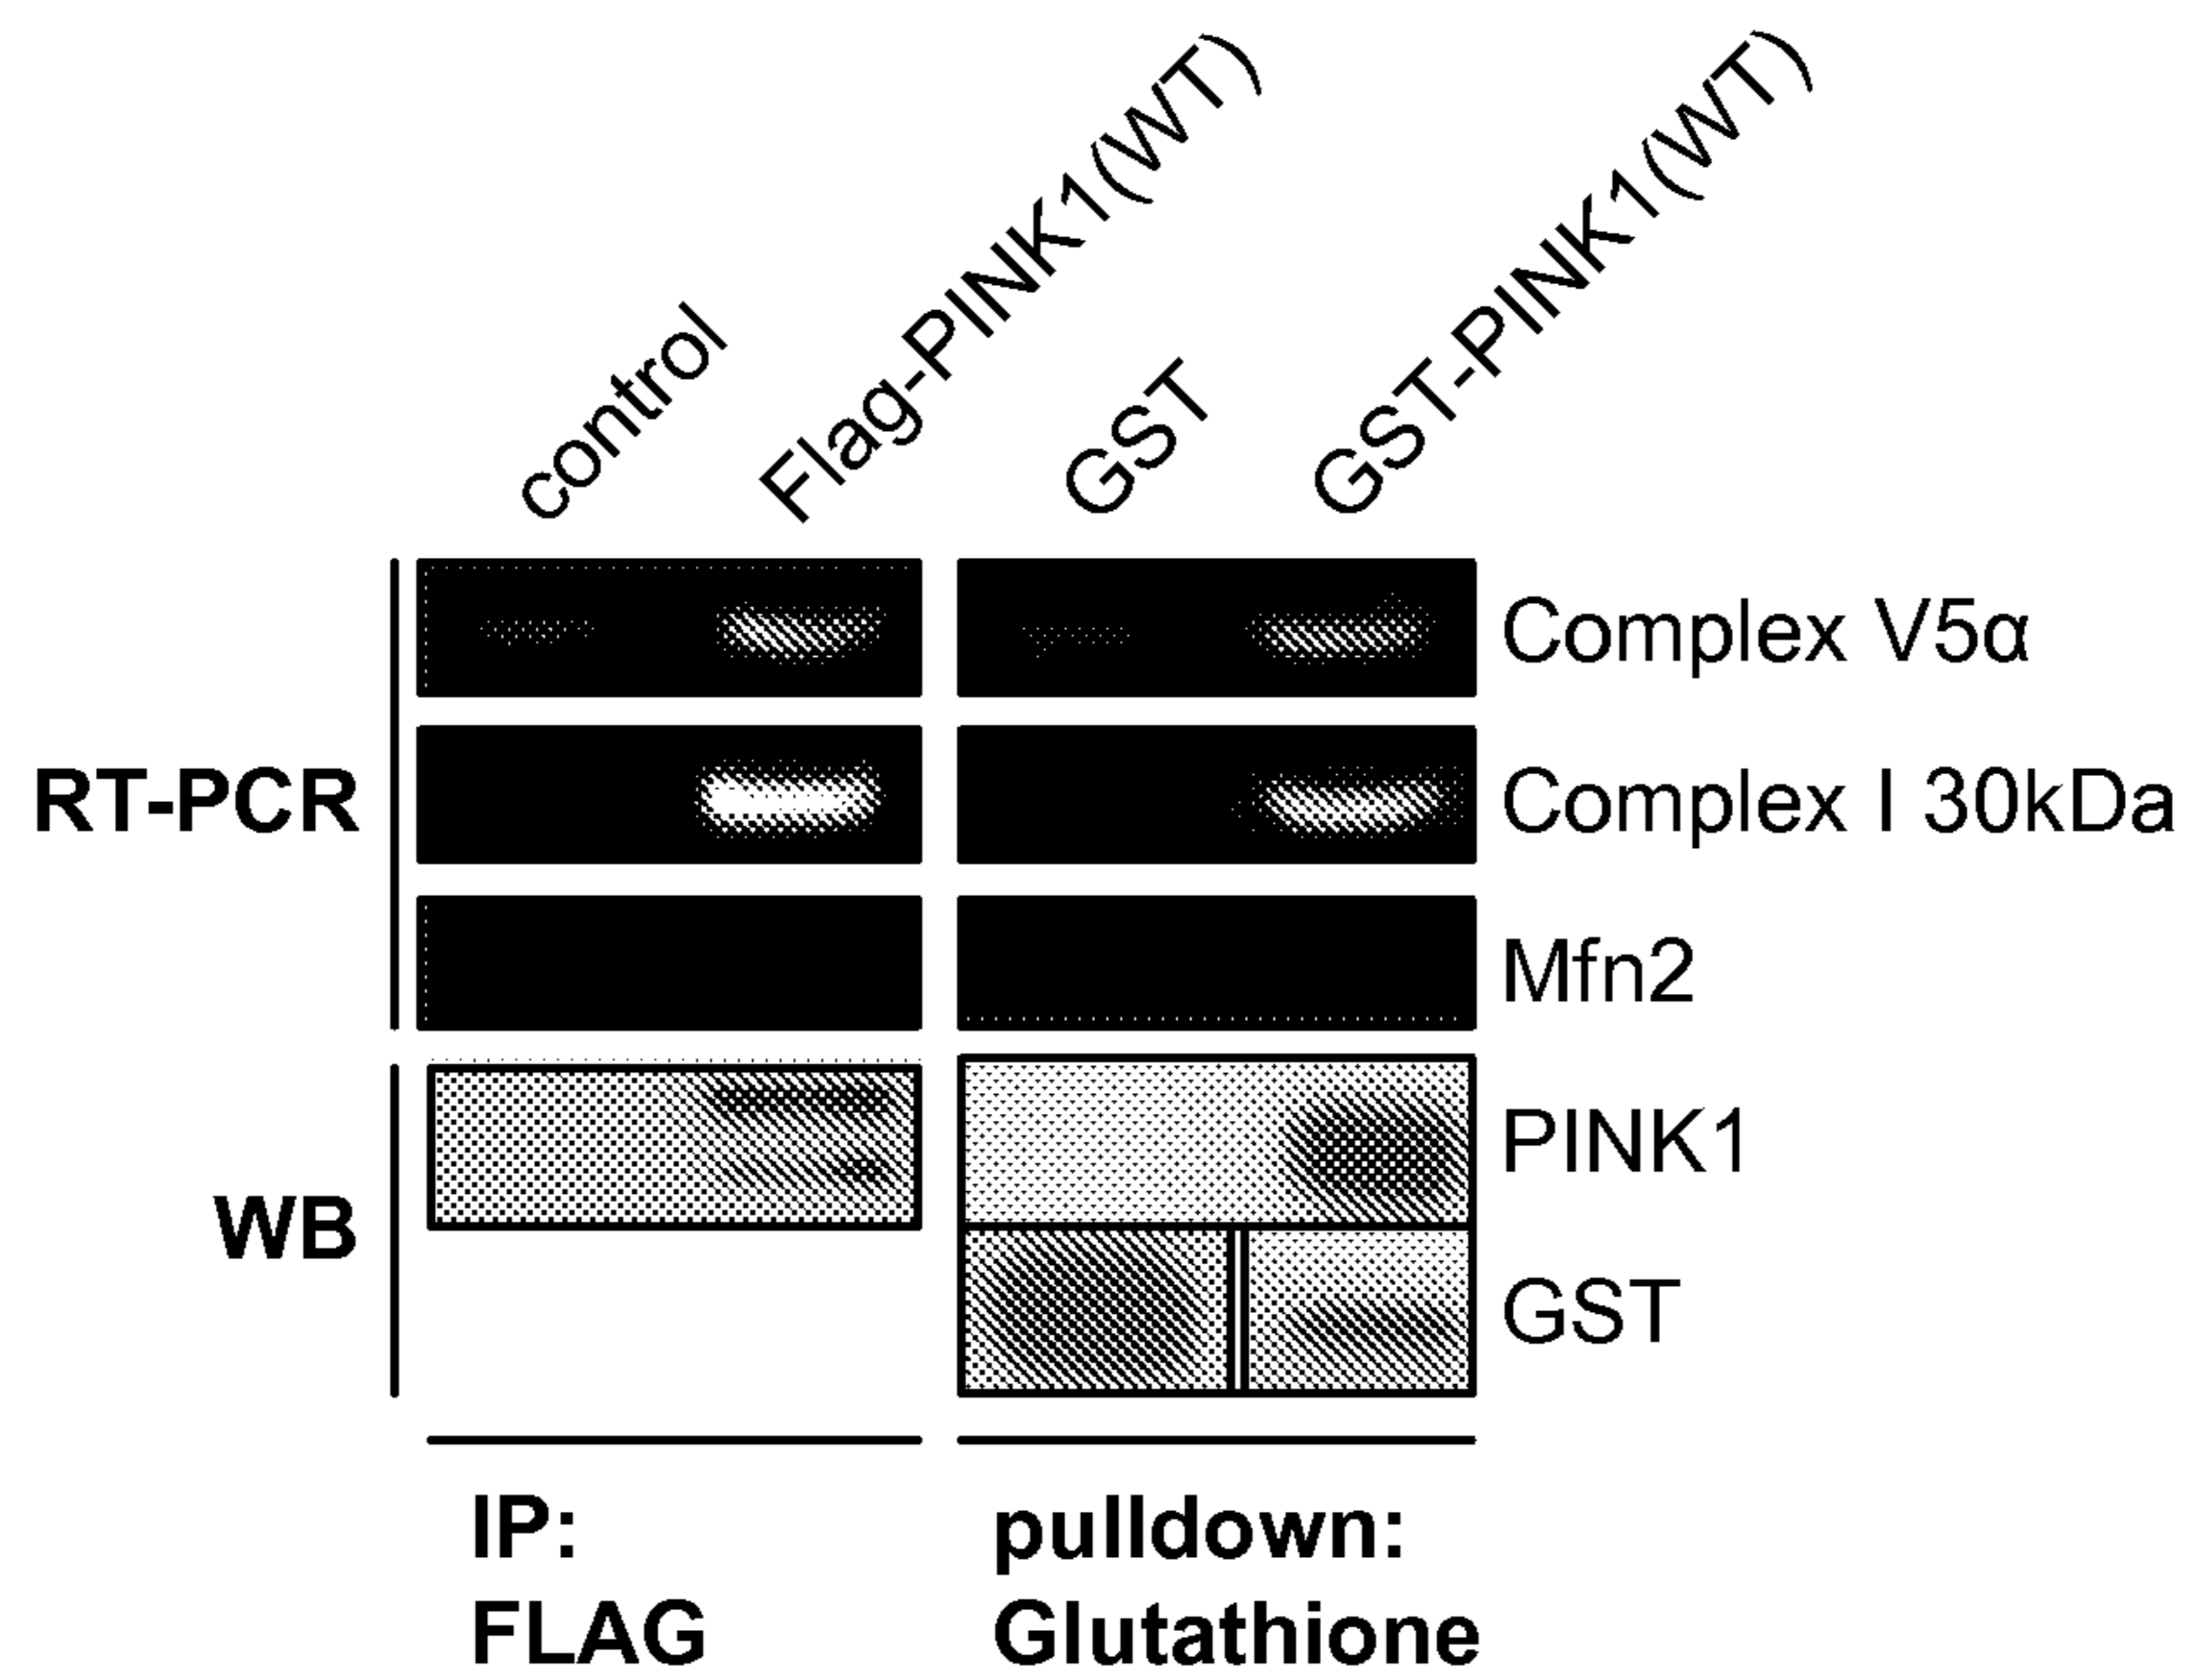 control
Flag-PINK1(WT)
GST
GST-PINK1(WT)
RT-PCR
Complex V5α
Complex I 30kDa
Mfn2
WB
PINK1
GST
IP:
FLAG
pulldown:
Glutathione